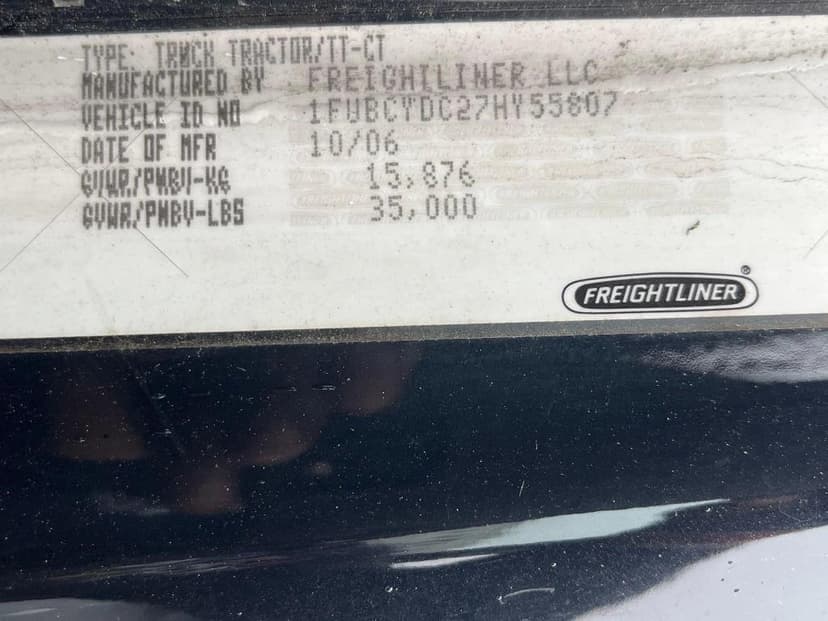 TYPE: TRUCK TRACTOR/TT-CT
MANUFACTURED BY FREIGHTLINER LLC
VEHICLE ID NO 1FUBCYDC27HY55807
DATE OF MFR 10/06
GVWR/PNBV-KG 15,876
GVWR/PNBV-LBS 35,000
FREIGHTLINER®